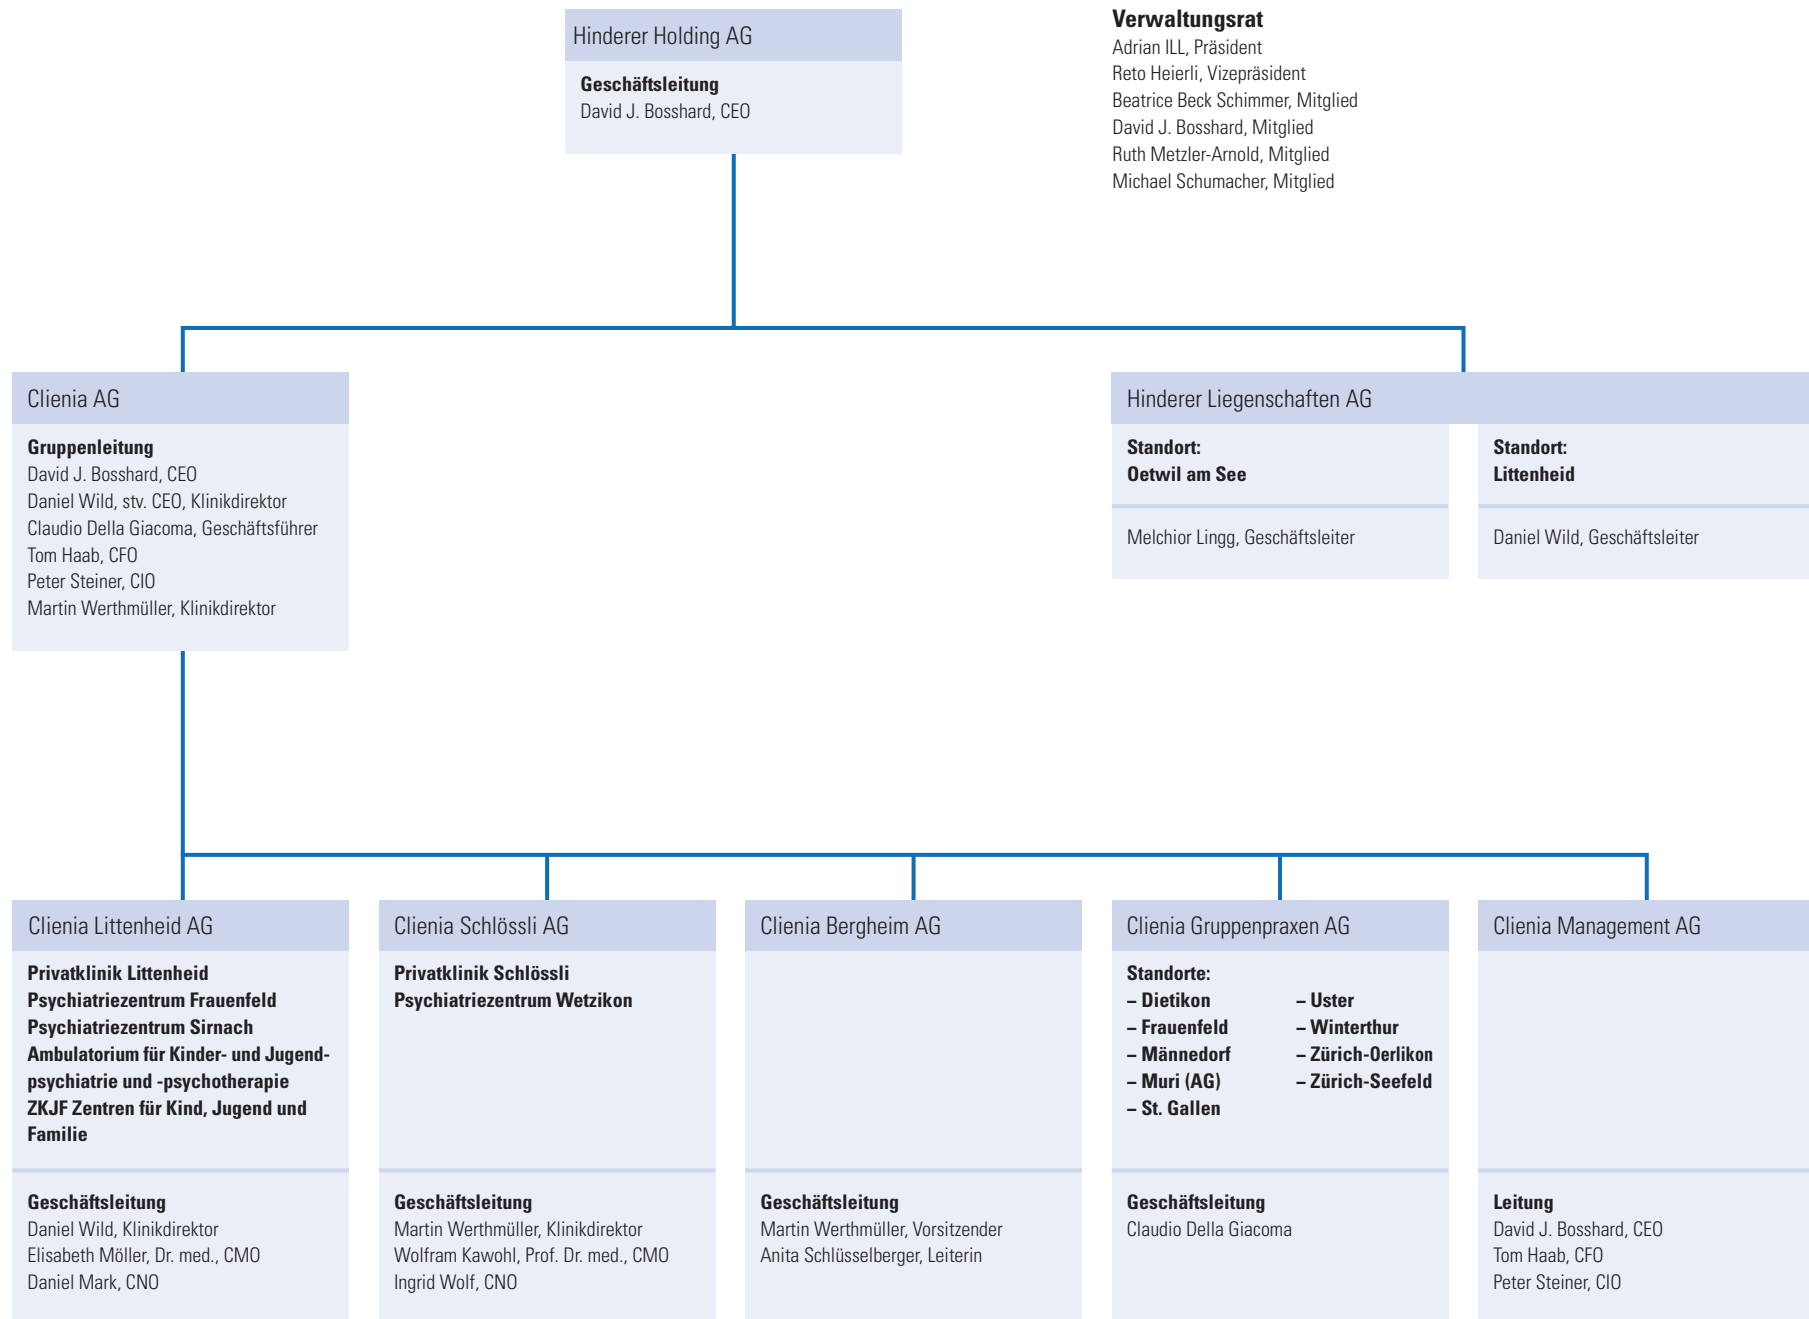 Hinderer Holding AG
Geschäftsleitung
David J. Bosshard, CEO
Verwaltungsrat
Adrian ILL, Präsident
Reto Heierli, Vizepräsident
Beatrice Beck Schimmer, Mitglied
David J. Bosshard, Mitglied
Ruth Metzler-Arnold, Mitglied
Michael Schumacher, Mitglied
Clienia AG
Gruppenleitung
David J. Bosshard, CEO
Daniel Wild, stv. CEO, Klinikdirektor
Claudio Della Giacoma, Geschäftsführer
Tom Haab, CFO
Peter Steiner, CIO
Martin Werthmüller, Klinikdirektor
Hinderer Liegenschaften AG
Standort:
Oetwil am See
Melchior Lingg, Geschäftsleiter
Standort:
Littenheid
Daniel Wild, Geschäftsleiter
Clienia Littenheid AG
Privatklinik Littenheid
Psychiatriezentrum Frauenfeld
Psychiatriezentrum Sirnach
Ambulatorium für Kinder- und Jugend-
psychiatrie und -psychotherapie
ZKJF Zentren für Kind, Jugend und
Familie
Geschäftsleitung
Daniel Wild, Klinikdirektor
Elisabeth Möller, Dr. med., CMO
Daniel Mark, CNO
Clienia Schlössli AG
Privatklinik Schlössli
Psychiatriezentrum Wetzikon
Geschäftsleitung
Martin Werthmüller, Klinikdirektor
Wolfram Kawohl, Prof. Dr. med., CMO
Ingrid Wolf, CNO
Clienia Bergheim AG
Geschäftsleitung
Martin Werthmüller, Vorsitzender
Anita Schlüsselberger, Leiterin
Clienia Gruppenpraxen AG
Standorte:
– Dietikon
– Frauenfeld
– Männedorf
– Muri (AG)
– St. Gallen
– Uster
– Winterthur
– Zürich-Oerlikon
– Zürich-Seefeld
Geschäftsleitung
Claudio Della Giacoma
Clienia Management AG
Leitung
David J. Bosshard, CEO
Tom Haab, CFO
Peter Steiner, CIO